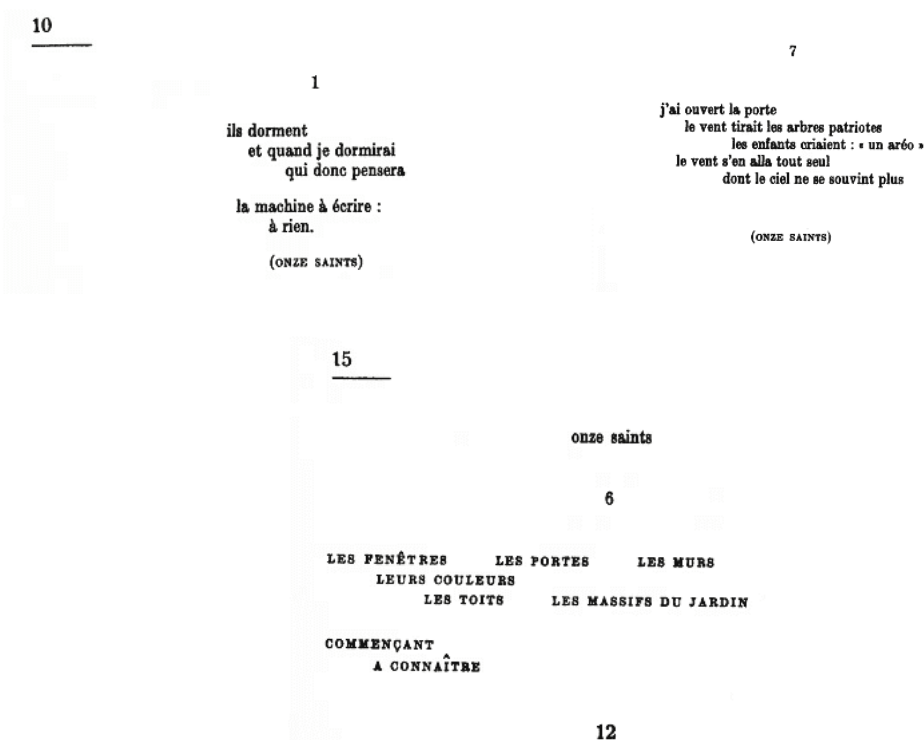 10
1
ils dorment
et quand je dormirai
qui donc pensera
la machine à écrire :
à rien.
(ONZE SAINTS)
7
j'ai ouvert la porte
le vent tirait les arbres patriotes
les enfants criaient : « un aréo »
le vent s'en alla tout seul
dont le ciel ne se souvint plus
(ONZE SAINTS)
15
onze saints
6
LES FENÊTRES LES PORTES LES MURS
LEURS COULEURS
LES TOITS LES MASSIFS DU JARDIN
COMMENÇANT
A CONNAÎTRE
12